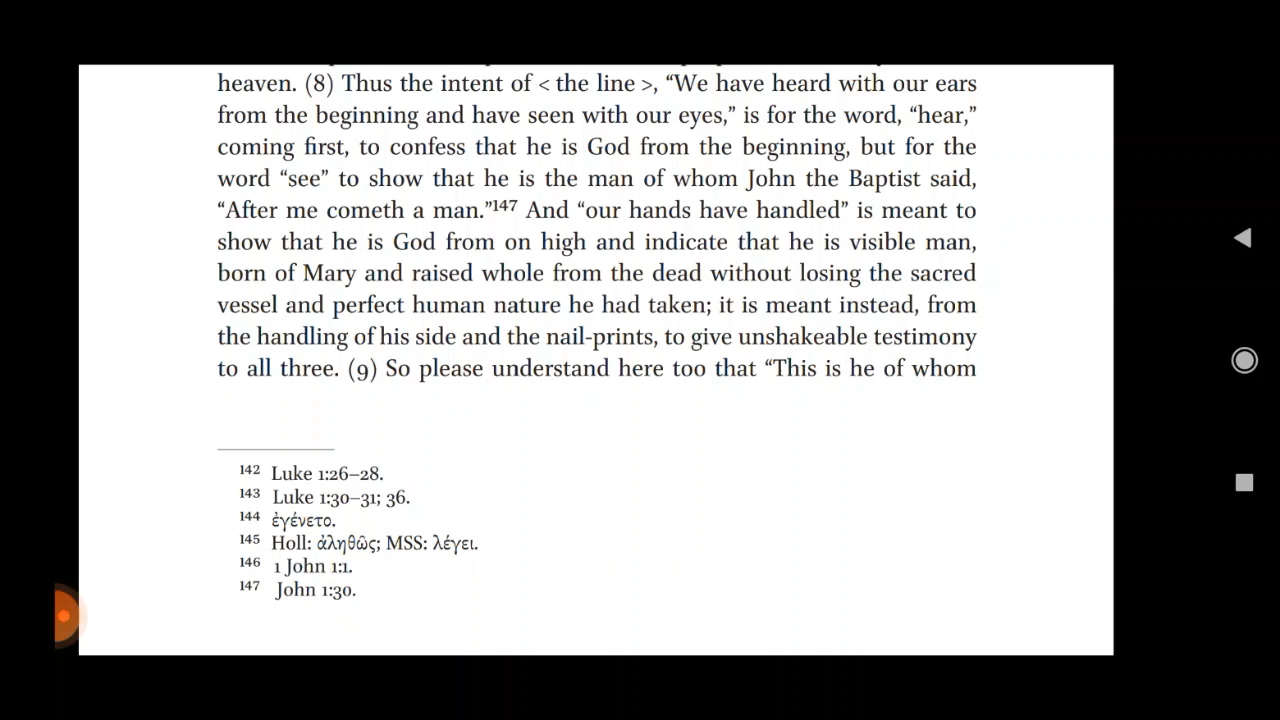 heaven. (8) Thus the intent of < the line >, “We have heard with our ears
from the beginning and have seen with our eyes,” is for the word, “hear,”
coming first, to confess that he is God from the beginning, but for the
word “see” to show that he is the man of whom John the Baptist said,
“After me cometh a man.”147 And “our hands have handled” is meant to
show that he is God from on high and indicate that he is visible man,
born of Mary and raised whole from the dead without losing the sacred
vessel and perfect human nature he had taken; it is meant instead, from
the handling of his side and the nail-prints, to give unshakeable testimony
to all three. (9) So please understand here too that “This is he of whom
142 Luke 1:26–28.
143 Luke 1:30–31; 36.
144 ἐγένετο.
145 Holl: ἀληθῶς; MSS: λέγει.
146 1 John 1:1.
147 John 1:30.